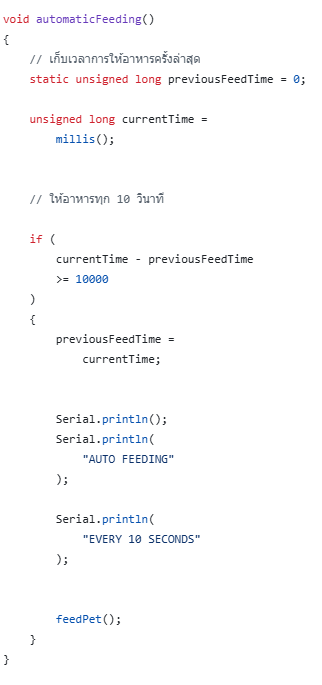 void automaticFeeding()
{
    // เก็บเวลาการให้อาหารครั้งล่าสุด
    static unsigned long previousFeedTime = 0;

    unsigned long currentTime =
        millis();


    // ให้อาหารทุก 10 วินาที

    if (
        currentTime - previousFeedTime
        >= 10000
    )
    {
        previousFeedTime =
            currentTime;


        Serial.println();
        Serial.println(
            "AUTO FEEDING"
        );

        Serial.println(
            "EVERY 10 SECONDS"
        );


        feedPet();
    }
}